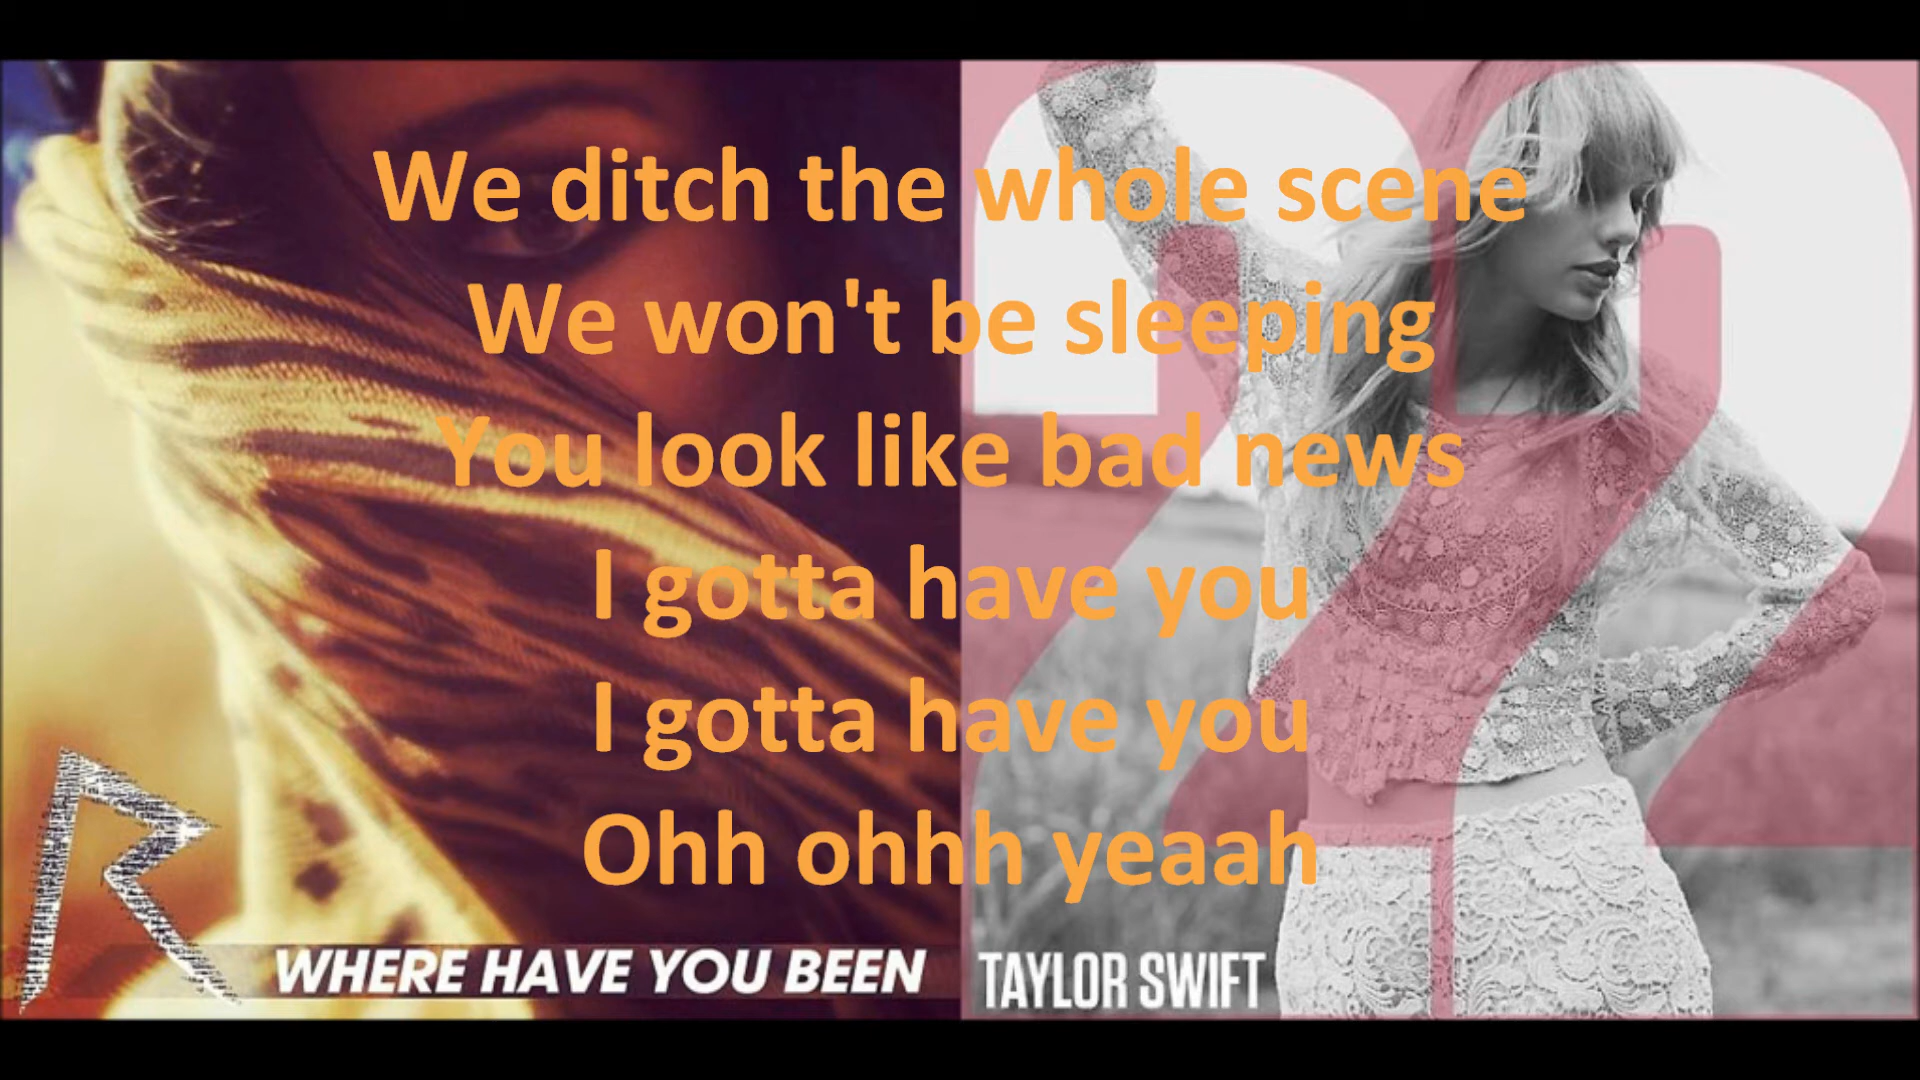 We ditch the whole scene
We won't be sleeping
You look like bad news
I gotta have you
I gotta have you
Ohh ohhh yeaah
R
WHERE HAVE YOU BEEN
22
TAYLOR SWIFT